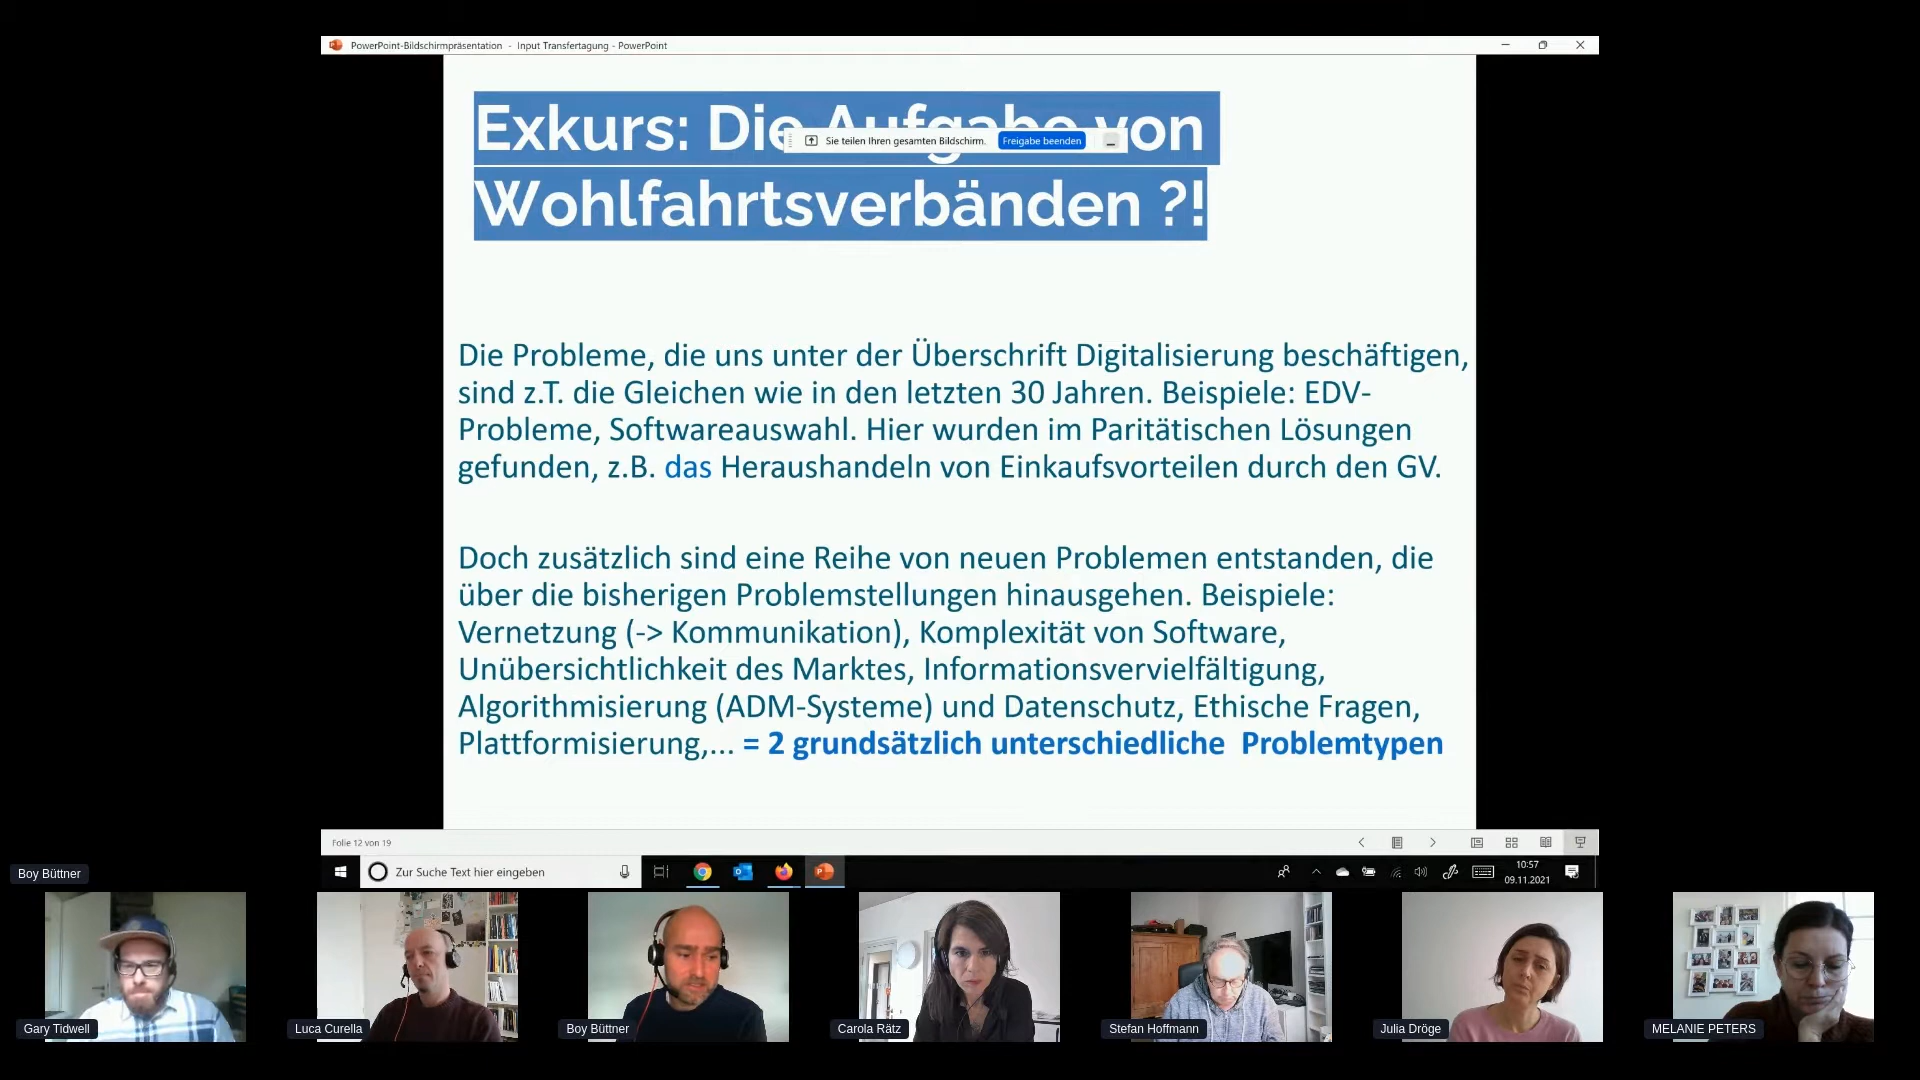 PowerPoint-Bildschirmpräsentation - Input Transfertagung - PowerPoint
Exkurs: Die Aufgabe von
Sie teilen Ihren gesamten Bildschirm. Freigabe beenden
Wohlfahrtsverbänden ?!
Die Probleme, die uns unter der Überschrift Digitalisierung beschäftigen,
sind z.T. die Gleichen wie in den letzten 30 Jahren. Beispiele: EDV-
Probleme, Softwareauswahl. Hier wurden im Paritätischen Lösungen
gefunden, z.B. das Heraushandeln von Einkaufsvorteilen durch den GV.
Doch zusätzlich sind eine Reihe von neuen Problemen entstanden, die
über die bisherigen Problemstellungen hinausgehen. Beispiele:
Vernetzung (-> Kommunikation), Komplexität von Software,
Unübersichtlichkeit des Marktes, Informationsvervielfältigung,
Algorithmisierung (ADM-Systeme) und Datenschutz, Ethische Fragen,
Plattformisierung,... = 2 grundsätzlich unterschiedliche Problemtypen
Folie 12 von 19
Zur Suche Text hier eingeben
10:57
09.11.2021
Boy Büttner
Gary Tidwell
Luca Curella
Boy Büttner
Carola Rätz
Stefan Hoffmann
Julia Dröge
MELANIE PETERS